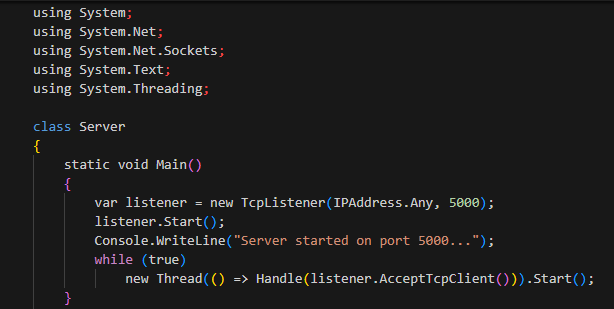 using System;
using System.Net;
using System.Net.Sockets;
using System.Text;
using System.Threading;

class Server
{
    static void Main()
    {
        var listener = new TcpListener(IPAddress.Any, 5000);
        listener.Start();
        Console.WriteLine("Server started on port 5000...");
        while (true)
            new Thread(() => Handle(listener.AcceptTcpClient())).Start();
    }